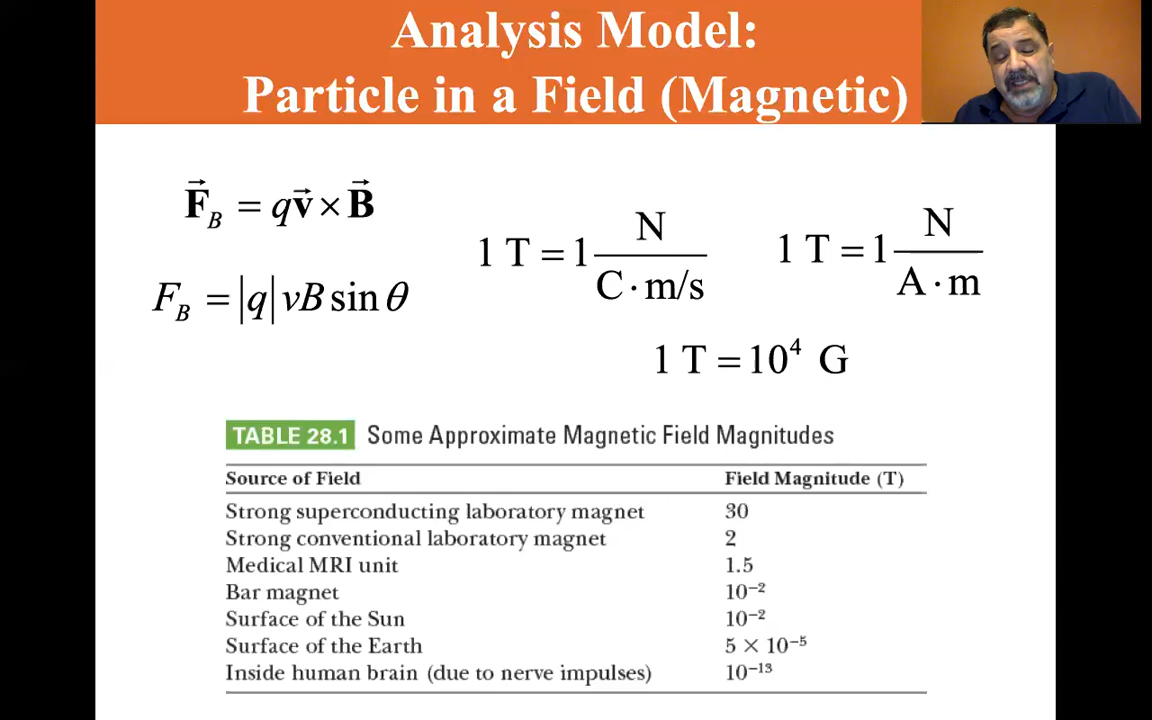 Analysis Model:
Particle in a Field (Magnetic)
F⃗_B = qv⃗ × B⃗
F_B = |q| vB sin θ
1 T = 1 N / (C · m/s)
1 T = 1 N / (A · m)
1 T = 10⁴ G
TABLE 28.1 Some Approximate Magnetic Field Magnitudes
Source of Field Field Magnitude (T)
Strong superconducting laboratory magnet 30
Strong conventional laboratory magnet 2
Medical MRI unit 1.5
Bar magnet 10⁻²
Surface of the Sun 10⁻²
Surface of the Earth 5 × 10⁻⁵
Inside human brain (due to nerve impulses) 10⁻¹³